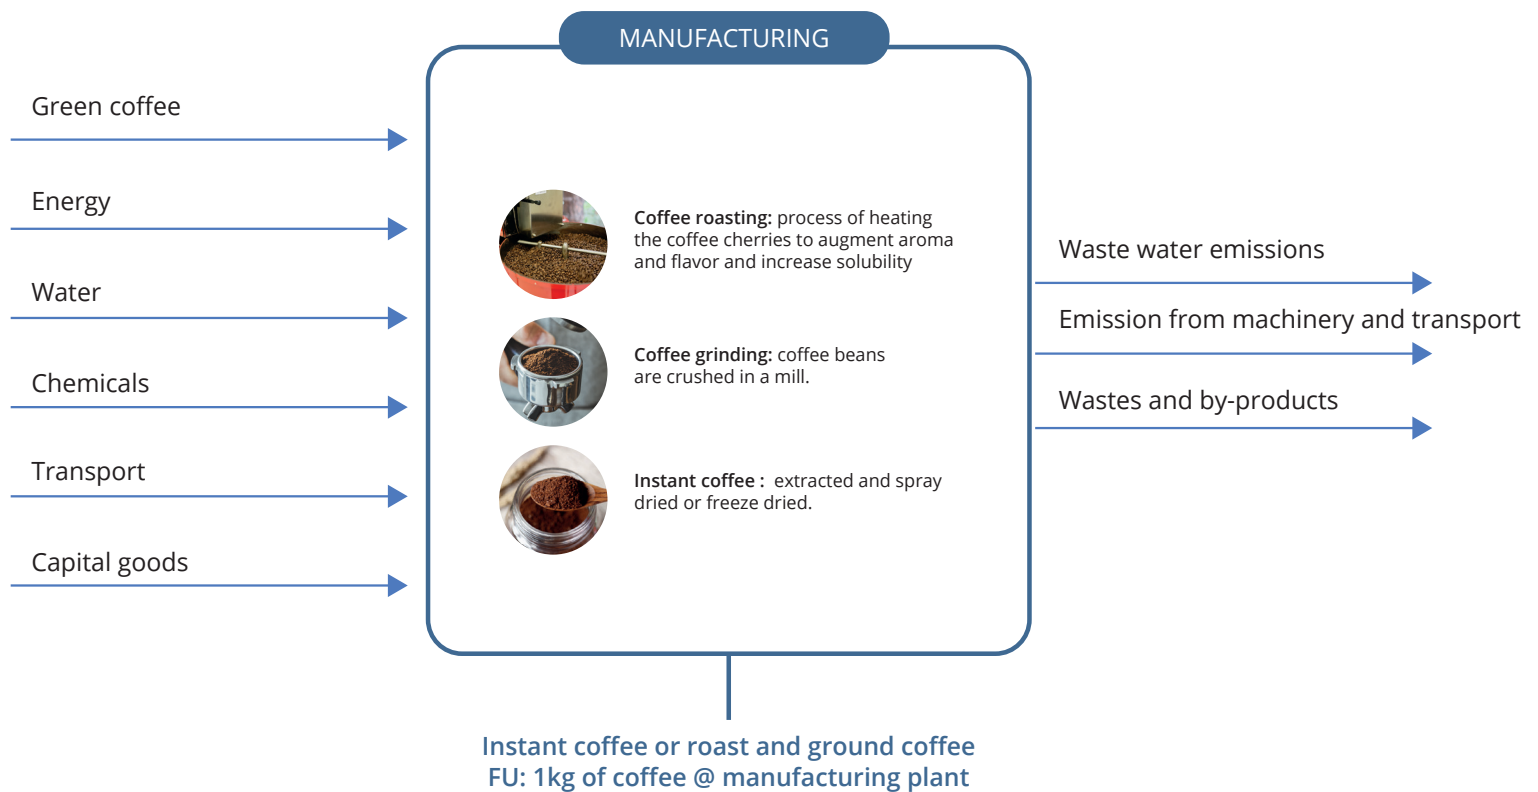 MANUFACTURING
Green coffee
Energy
Water
Chemicals
Transport
Capital goods
Coffee roasting: process of heating
the coffee cherries to augment aroma
and flavor and increase solubility
Coffee grinding: coffee beans
are crushed in a mill.
Instant coffee : extracted and spray
dried or freeze dried.
Waste water emissions
Emission from machinery and transport
Wastes and by-products
Instant coffee or roast and ground coffee
FU: 1kg of coffee @ manufacturing plant